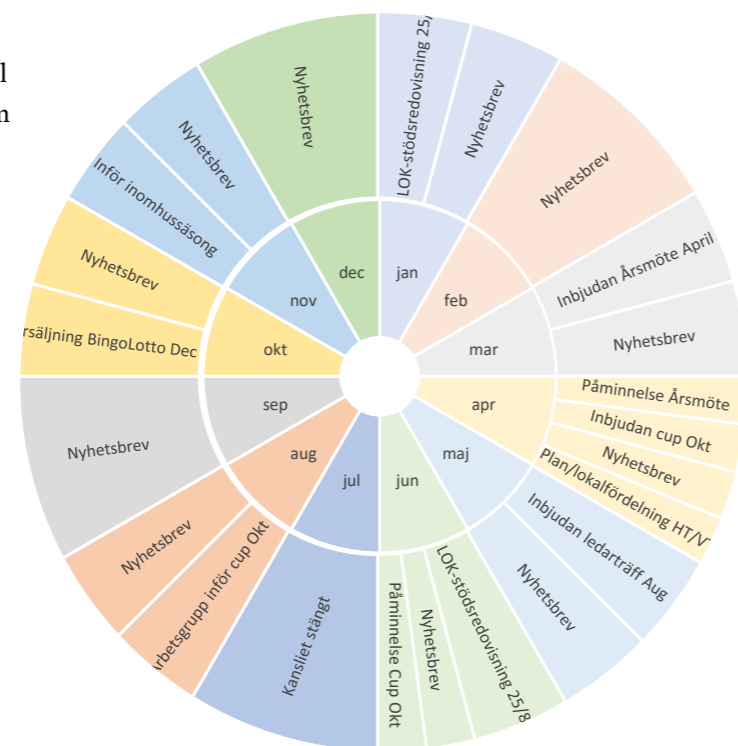 l
n
jan
LOK-stödsredovisning 25/
Nyhetsbrev
feb
Nyhetsbrev
mar
Inbjudan Årsmöte April
Nyhetsbrev
apr
Påminnelse Årsmöte
Inbjudan cup Okt
Nyhetsbrev
Plan/lokalfördelning HT/V
maj
Inbjudan ledarträff Aug
Nyhetsbrev
jun
LOK-stödsredovisning 25/8
Nyhetsbrev
Påminnelse Cup Okt
jul
Kansliet stängt
aug
Arbetsgrupp inför cup Okt
Nyhetsbrev
sep
Nyhetsbrev
okt
rsäljning BingoLotto Dec
Nyhetsbrev
nov
Inför inomhussäsong
Nyhetsbrev
dec
Nyhetsbrev